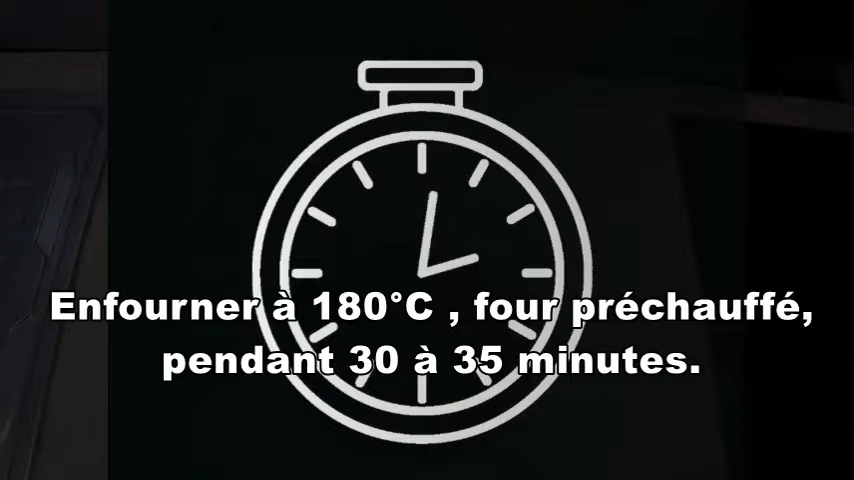 Enfourner à 180°C , four préchauffé,
pendant 30 à 35 minutes.